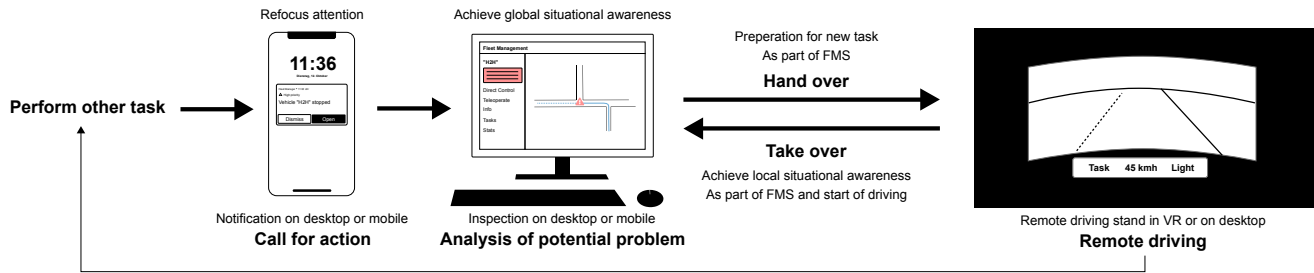 Refocus attention
Achieve global situational awareness
Preparation for new task
As part of FMS
Hand over
Perform other task
11:36
Vehicle "H2H" stopped
Dismiss
Open
Fleet Management
"H2H"
Direct Control
Teleoperate
Info
Tasks
Stats
Take over
Achieve local situational awareness
As part of FMS and start of driving
Task 45 kmh Light
Notification on desktop or mobile
Call for action
Inspection on desktop or mobile
Analysis of potential problem
Remote driving stand in VR or on desktop
Remote driving